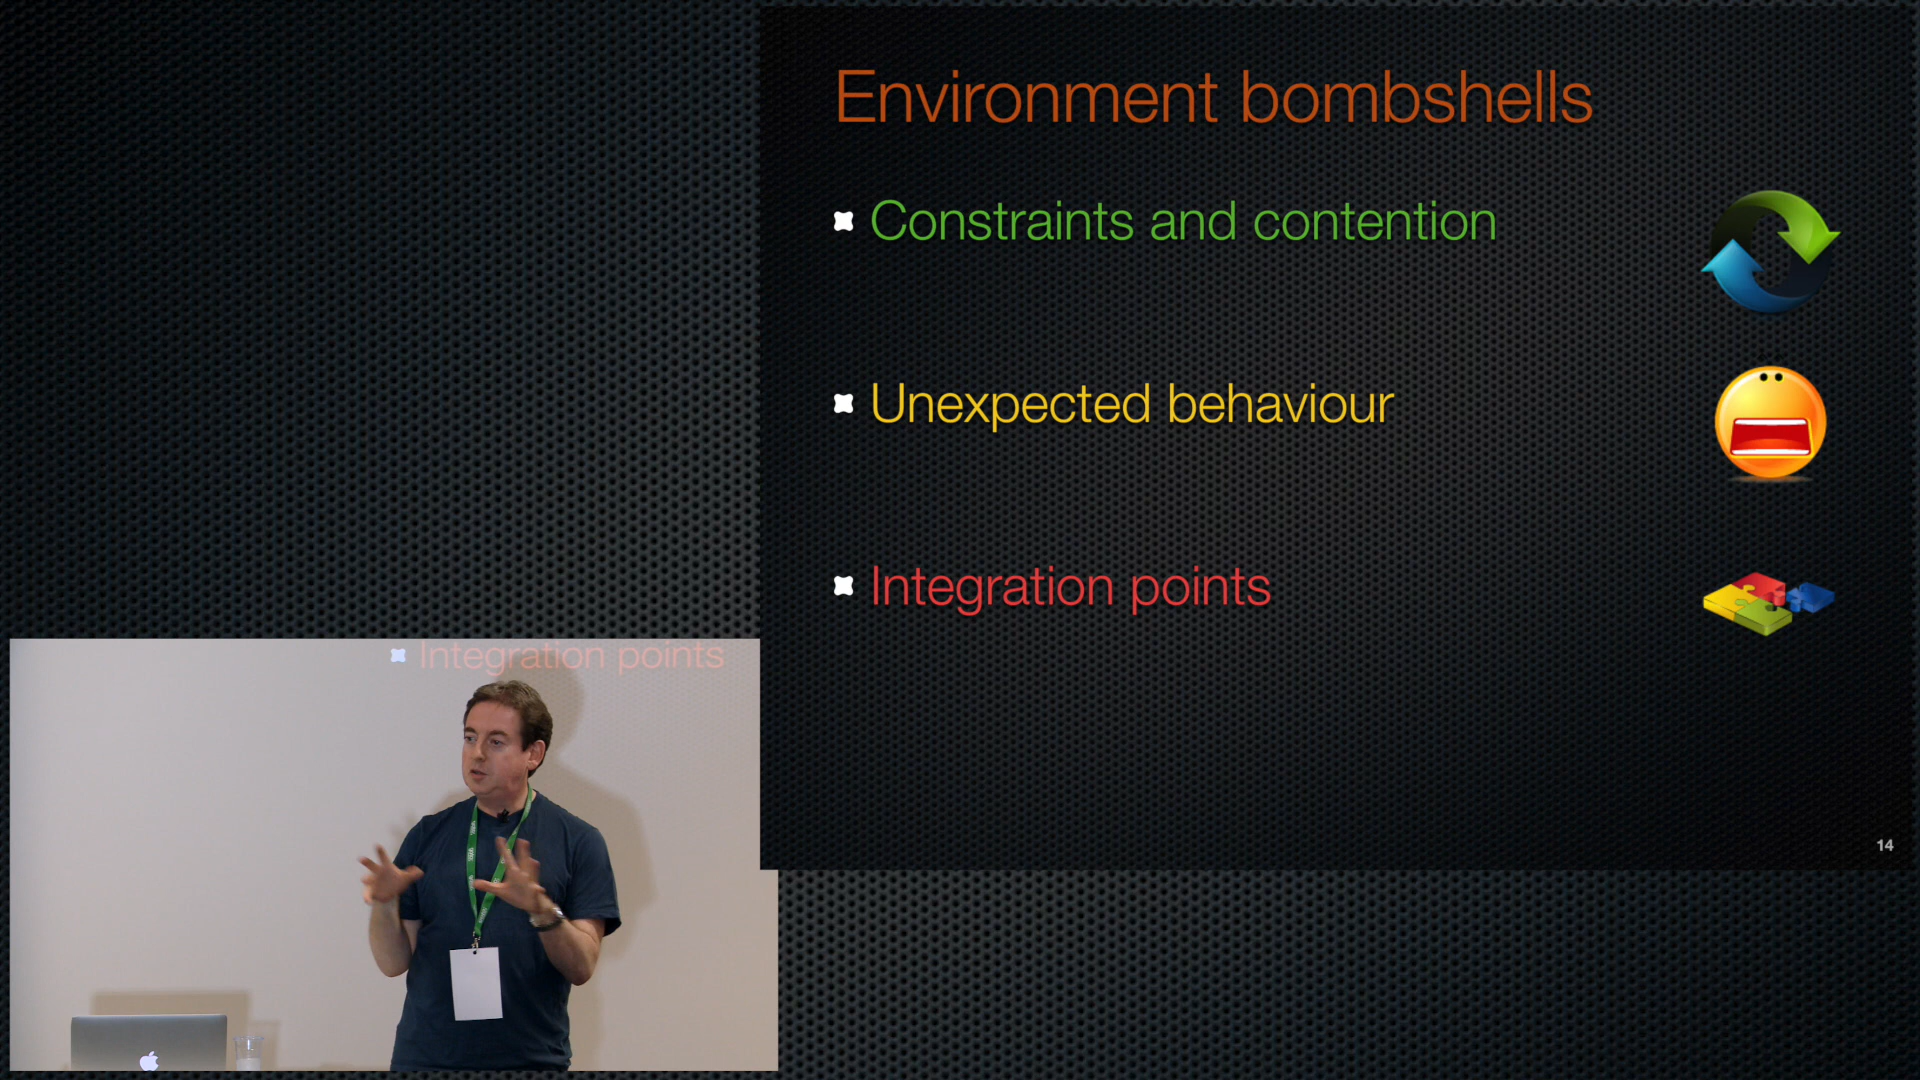 Environment bombshells
Constraints and contention
Unexpected behaviour
Integration points
14
Integration points